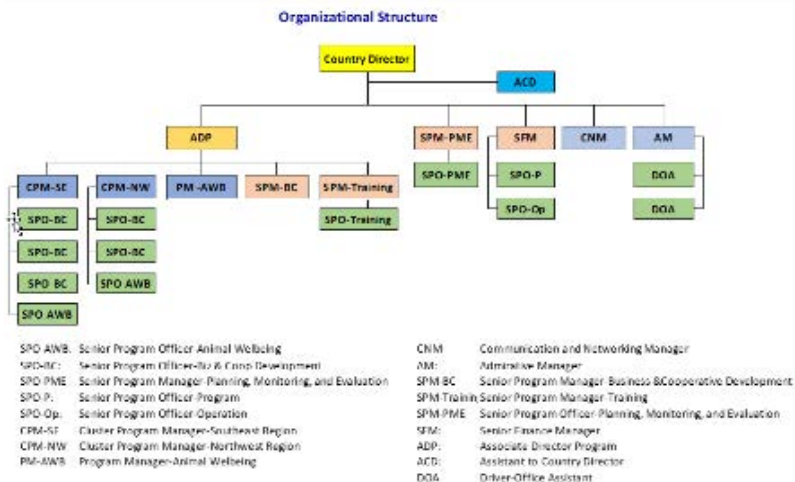 Organizational Structure
Country Director
ACD
ADP
SPM-PME
SFM
CNM
AM
SPO-PME
SPO-P
DOA
SPO-Op
DOA
CPM-SE
CPM-NW
PM-AWB
SPM-BC
SPM-Training
SPO-BC
SPO-BC
SPO-Training
SPO-BC
SPO-BC
SPO BC
SPO AWB
SPO AWB
SPO AWB: Senior Program Officer-Animal Welbeing
SPO-BC: Senior Program Officer-Biz & Coop Development
SPO PME Senior Program Manager-Planning, Monitoring, and Evaluation
SPO-P: Senior Program Officer-Program
SPO-Op: Senior Program Officer-Operation
CPM-SE Cluster Program Manager-Southeast Region
CPM-NW Cluster Program Manager-Northwest Region
PM-AWB Program Manager-Animal Welbeing
CNM Communication and Networking Manager
AM: Admirative Manager
SPM-BC Senior Program Manager-Business &Cooperative Development
SPM-Trainin Senior Program Manager-Training
SPM-PME Senior Program Officer-Planning, Monitoring, and Evaluation
SFM: Senior Finance Manager
ADP: Associate Director Program
ACD: Assistant to Country Director
DOA Driver-Office Assistant